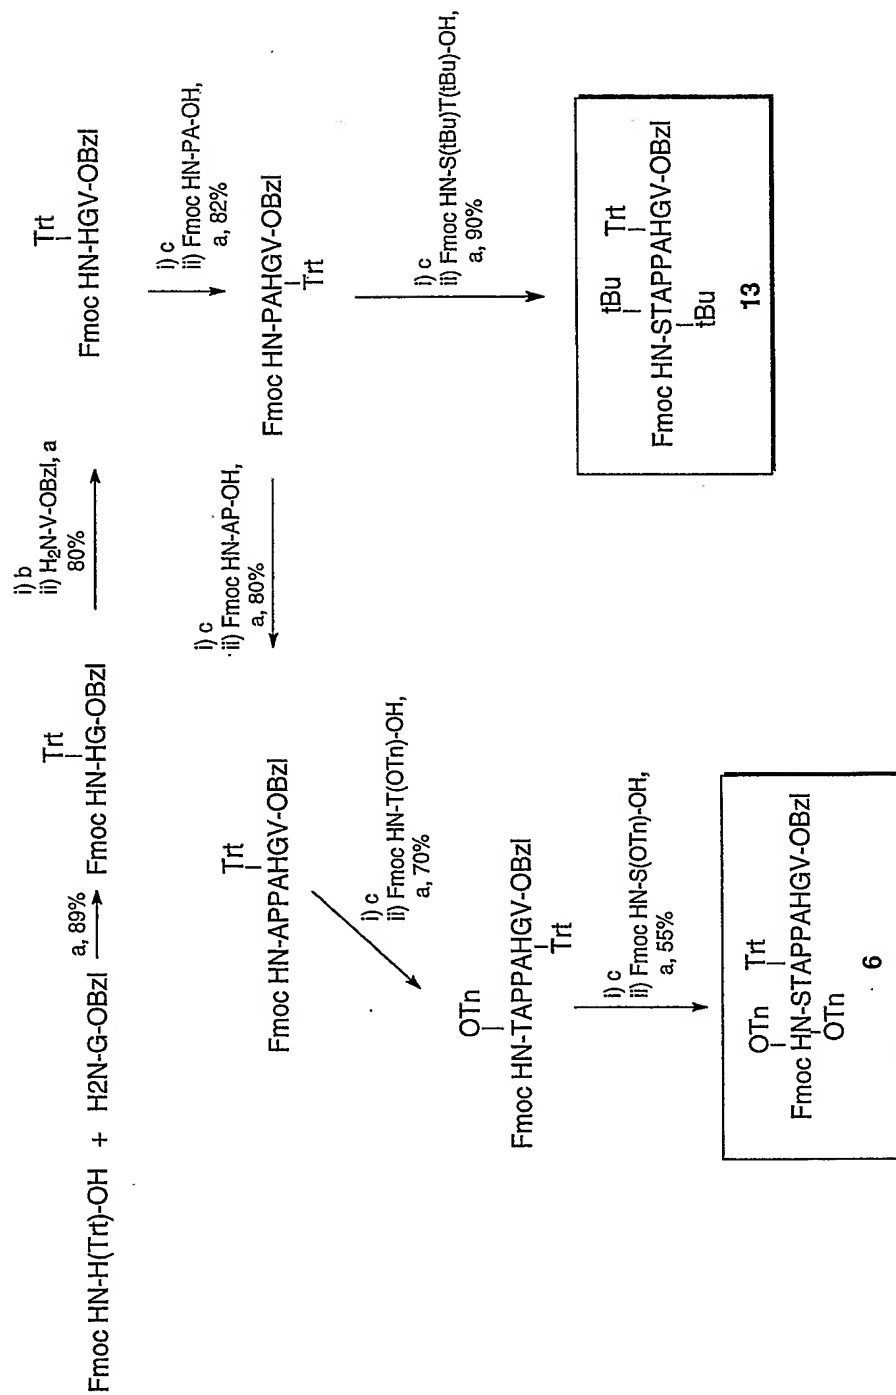 Fmoc HN-H(Trt)-OH + H2N-G-OBzl
a, 89%
Trt
Fmoc HN-HG-OBzl
i) b
ii) H₂N-V-OBzl, a
80%
Trt
Fmoc HN-HGV-OBzl
i) c
ii) Fmoc HN-PA-OH,
a, 82%
Fmoc HN-PAHGV-OBzl
Trt
i) c
ii) Fmoc HN-AP-OH,
a, 80%
Trt
Fmoc HN-APPAHGV-OBzl
i) c
ii) Fmoc HN-T(OTn)-OH,
a, 70%
OTn
Fmoc HN-TAPPAHGV-OBzl
Trt
i) c
ii) Fmoc HN-S(OTn)-OH,
a, 55%
OTn Trt
Fmoc HN-STAPPAHGV-OBzl
OTn
6
i) c
ii) Fmoc HN-S(tBu)T(tBu)-OH,
a, 90%
tBu Trt
Fmoc HN-STAPPAHGV-OBzl
tBu
13